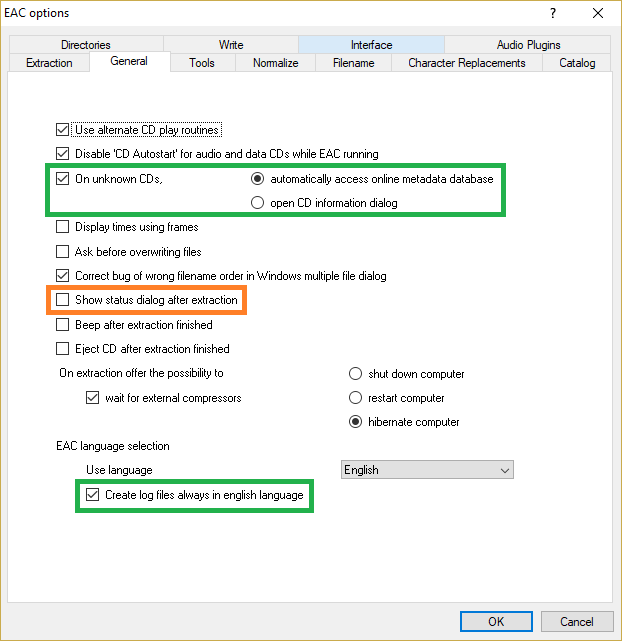 EAC options
?
Directories Write Interface Audio Plugins
Extraction General Tools Normalize Filename Character Replacements Catalog
Use alternate CD play routines
Disable 'CD Autostart' for audio and data CDs while EAC running
On unknown CDs, automatically access online metadata database
open CD information dialog
Display times using frames
Ask before overwriting files
Correct bug of wrong filename order in Windows multiple file dialog
Show status dialog after extraction
Beep after extraction finished
Eject CD after extraction finished
On extraction offer the possibility to shut down computer
wait for external compressors restart computer
hibernate computer
EAC language selection
Use language English
Create log files always in english language
OK Cancel